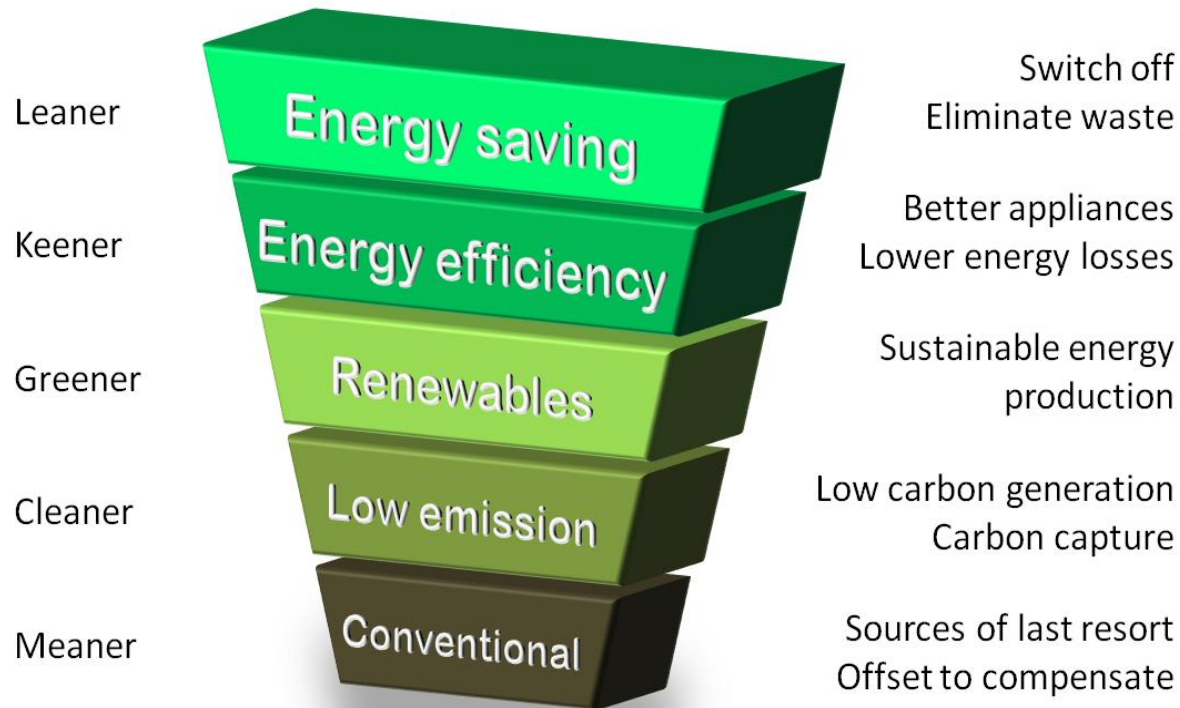 Leaner
Energy saving
Switch off
Eliminate waste
Keener
Energy efficiency
Better appliances
Lower energy losses
Greener
Renewables
Sustainable energy
production
Cleaner
Low emission
Low carbon generation
Carbon capture
Meaner
Conventional
Sources of last resort
Offset to compensate